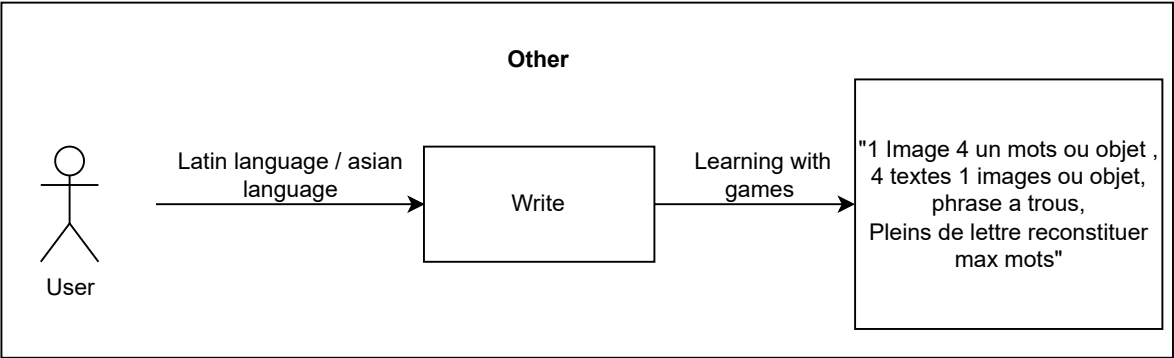 Other
Latin language / asian
language
Learning with
games
"1 Image 4 un mots ou objet ,
4 textes 1 images ou objet,
phrase a trous,
Pleins de lettre reconstituer
max mots"
Write
User